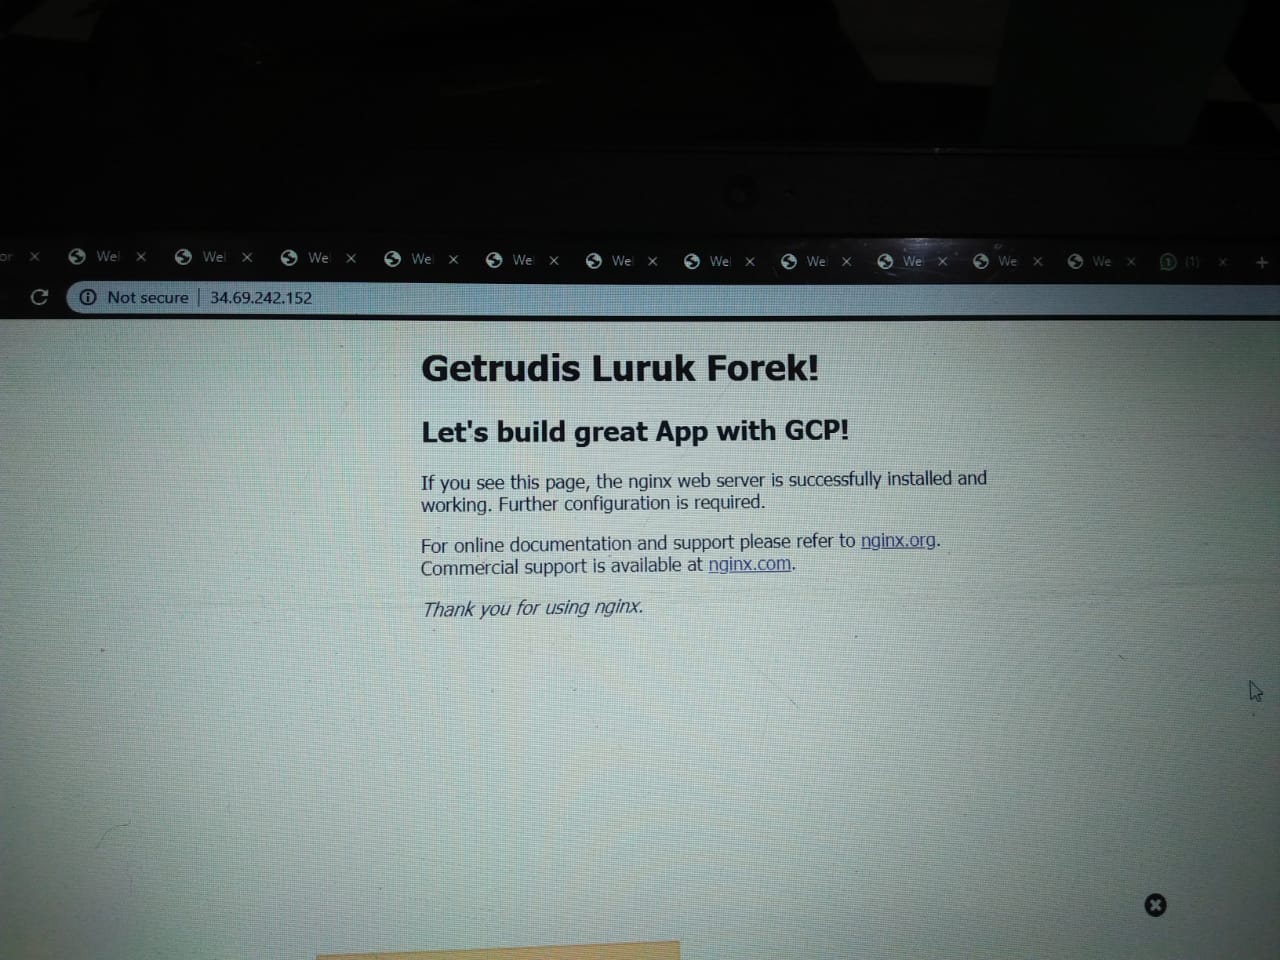 or We We We We We We We We We We We (1)
Not secure 34.69.242.152
Getrudis Luruk Forek!
Let's build great App with GCP!
If you see this page, the nginx web server is successfully installed and
working. Further configuration is required.
For online documentation and support please refer to nginx.org.
Commercial support is available at nginx.com.
Thank you for using nginx.